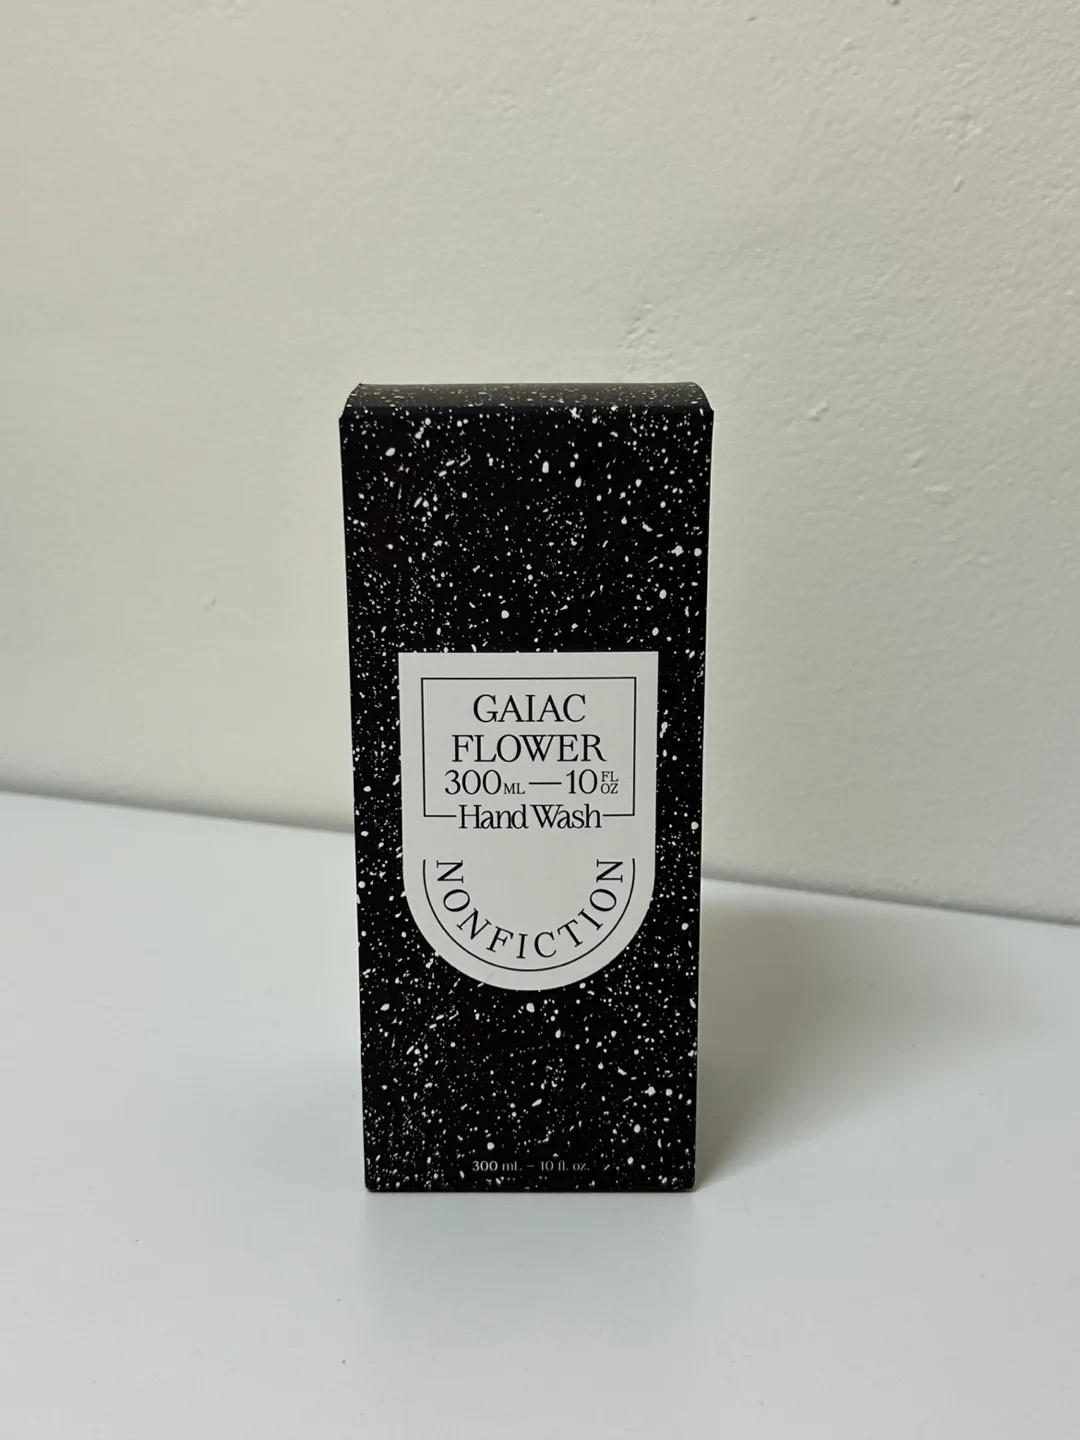 GAIAC
FLOWER
300ML — 10 FL OZ
Hand Wash
NONFICTION
300 mL – 10 fl. oz.